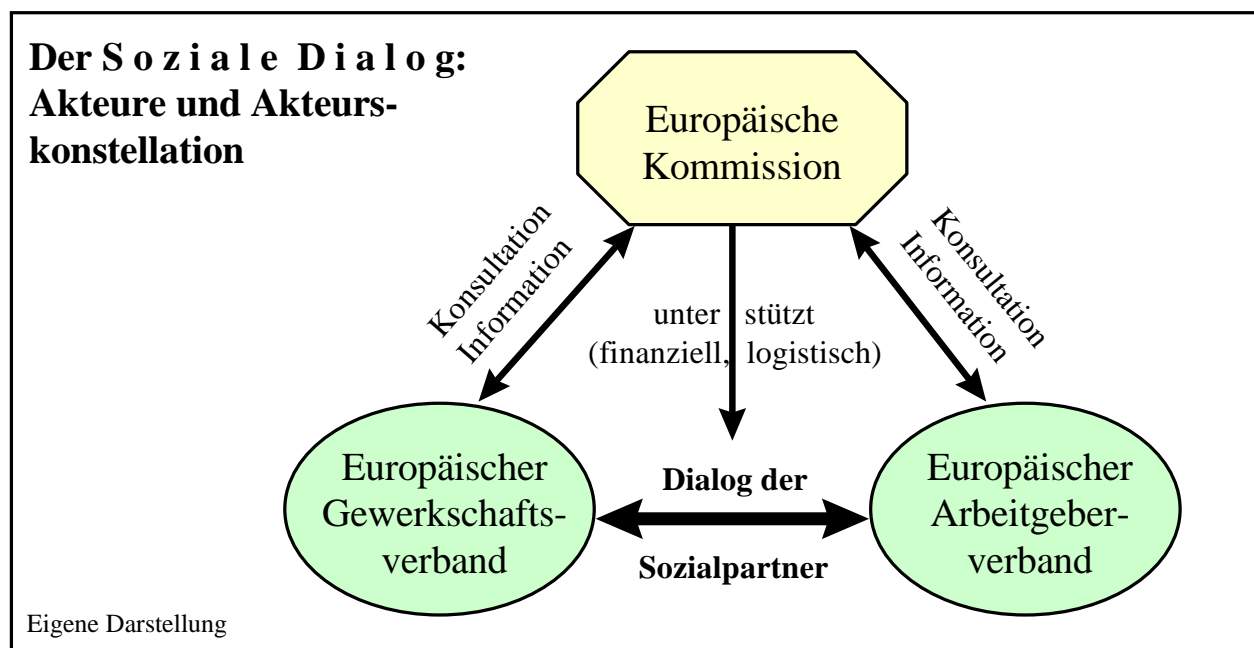 Der S o z i a l e D i a l o g:
Akteure und Akteurs-
konstellation
Europäische
Kommission
Konsultation
Information
unter stützt
(finanziell, logistisch)
Konsultation
Information
Europäischer
Gewerkschafts-
verband
Dialog der
Sozialpartner
Europäischer
Arbeitgeber-
verband
Eigene Darstellung